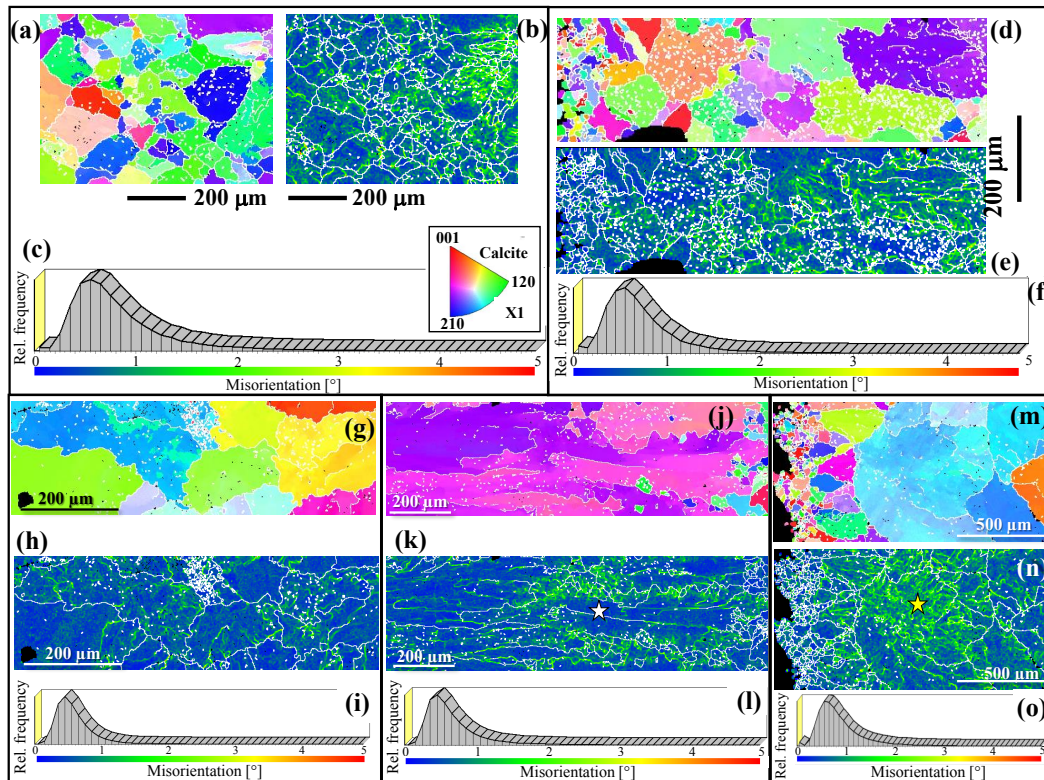 (a)
(b)
200 µm
200 µm
(c)
001
Calcite
120
210
X1
Rel. frequency
0 1 2 3 4 5
Misorientation [°]
(d)
200 µm
(e)
(f)
Rel. frequency
0 1 2 3 4 5
Misorientation [°]
(g)
200 µm
(h)
200 µm
(i)
Rel. frequency
0 1 2 3 4 5
Misorientation [°]
(j)
200 µm
(k)
200 µm
(l)
Rel. frequency
0 1 2 3 4 5
Misorientation [°]
(m)
500 µm
(n)
500 µm
(o)
Rel. frequency
0 1 2 3 4 5
Misorientation [°]